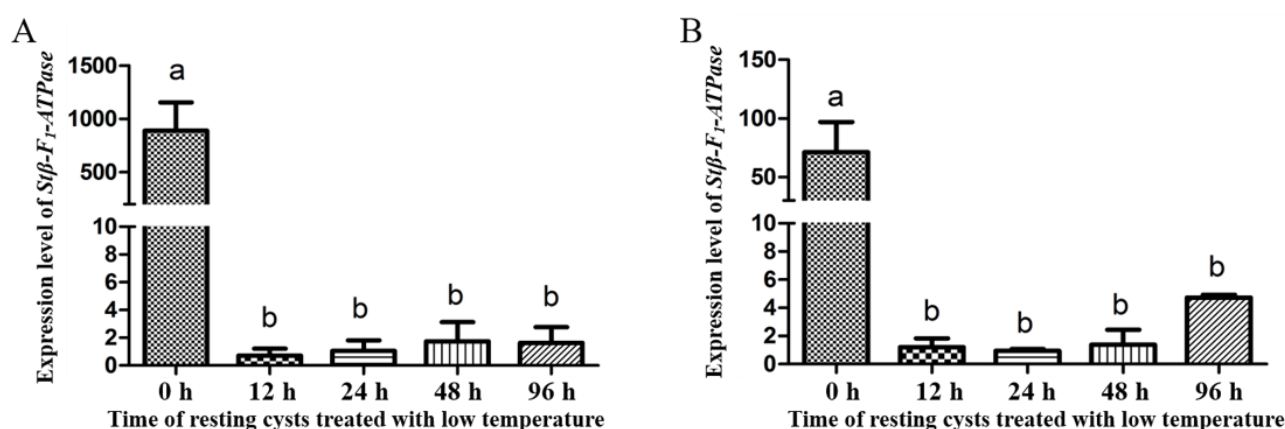 A
Expression level of Stβ-F1-ATPase
1500
1000
500
10
8
6
4
2
0
a
b
b
b
b
0 h 12 h 24 h 48 h 96 h
Time of resting cysts treated with low temperature
B
Expression level of Stβ-F1-ATPase
150
100
50
10
8
6
4
2
0
a
b
b
b
b
0 h 12 h 24 h 48 h 96 h
Time of resting cysts treated with low temperature